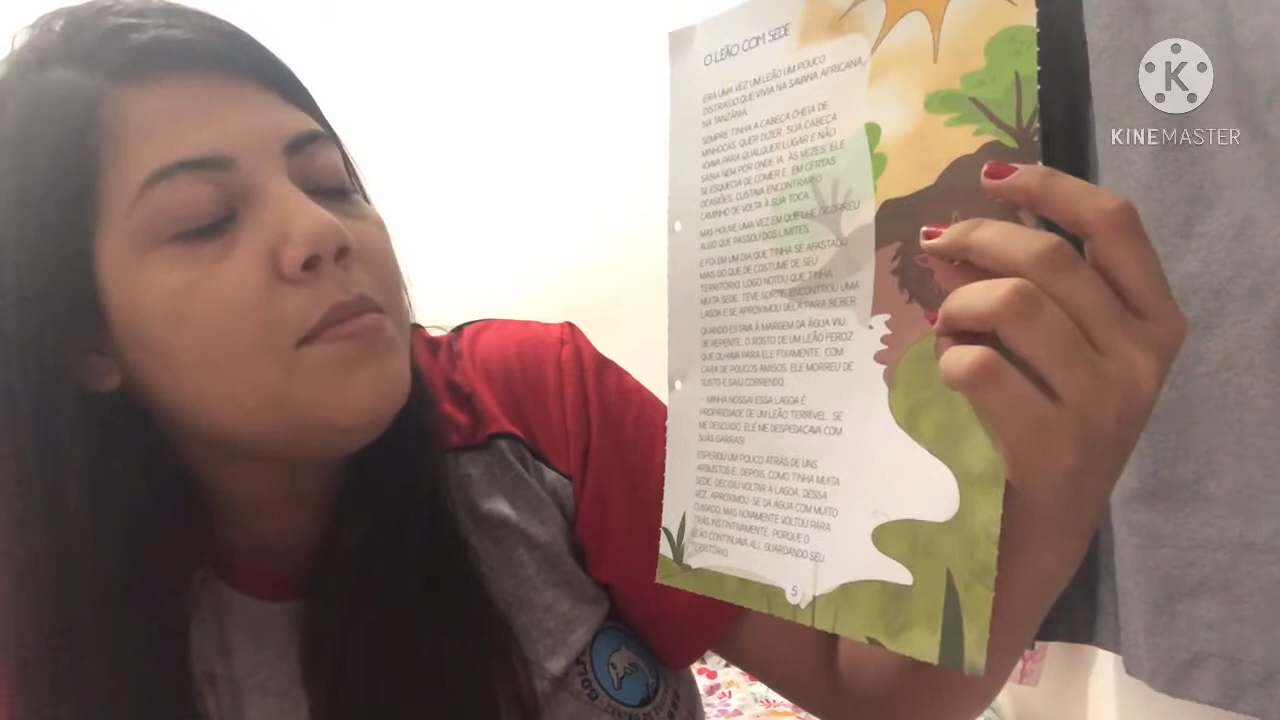 O LEÃO COM SEDE
ERA UMA VEZ UM LEÃO UM POUCO
DISTRAÍDO QUE VIVIA NA SAVANA AFRICANA,
NA TANZÂNIA.
SEMPRE TINHA A CABEÇA CHEIA DE
MINHOCAS, QUER DIZER, SUA CABEÇA
VOAVA PARA QUALQUER LUGAR E NÃO
SABIA NEM POR ONDE IA. ÀS VEZES, ELE
SE ESQUECIA DE COMER E, EM CERTAS
OCASIÕES, CUSTAVA ENCONTRAR O
CAMINHO DE VOLTA À SUA TOCA.
MAS HOUVE UMA VEZ EM QUE LHE OCORREU
ALGO QUE PASSOU DOS LIMITES.
E FOI EM UM DIA QUE TINHA SE AFASTADO
MAIS DO QUE DE COSTUME DE SEU
TERRITÓRIO. LOGO NOTOU QUE TINHA
MUITA SEDE. TEVE SORTE, ENCONTROU UMA
LAGOA E SE APROXIMOU DELA PARA BEBER.
QUANDO ESTAVA À MARGEM DA ÁGUA VIU,
DE REPENTE, O ROSTO DE UM LEÃO FEROZ
QUE OLHAVA PARA ELE FIXAMENTE, COM
CARA DE POUCOS AMIGOS. ELE MORREU DE
SUSTO E SAIU CORRENDO.
— MINHA NOSSA! ESSA LAGOA É
PROPRIEDADE DE UM LEÃO TERRÍVEL. SE
ME DESCUIDO, ELE ME DESPEDAÇAVA COM
SUAS GARRAS!
ESPEROU UM POUCO ATRÁS DE UNS
ARBUSTOS E, DEPOIS, COMO TINHA MUITA
SEDE, DECIDIU VOLTAR À LAGOA. DESSA
VEZ, APROXIMOU-SE DA ÁGUA COM MUITO
CUIDADO, MAS NOVAMENTE VOLTOU PARA
TRÁS INSTINTIVAMENTE, PORQUE O
LEÃO CONTINUAVA ALI, GUARDANDO SEU
TERRITÓRIO.
5
K
KINEMASTER